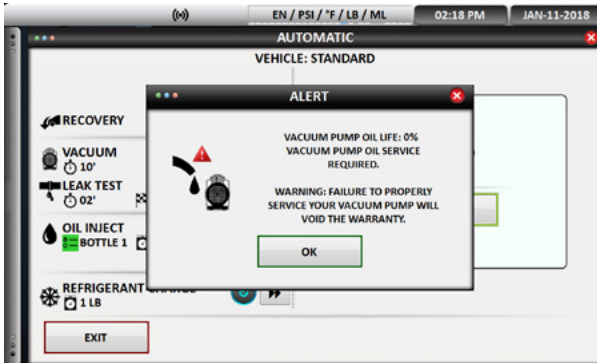 EN / PSI / °F / LB / ML
02:18 PM
JAN-11-2018
AUTOMATIC
VEHICLE: STANDARD
ALERT
RECOVERY
VACUUM
10'
LEAK TEST
02'
OIL INJECT
BOTTLE 1
REFRIGERANT
1 LB
VACUUM PUMP OIL LIFE: 0%
VACUUM PUMP OIL SERVICE
REQUIRED.
WARNING: FAILURE TO PROPERLY
SERVICE YOUR VACUUM PUMP WILL
VOID THE WARRANTY.
OK
EXIT